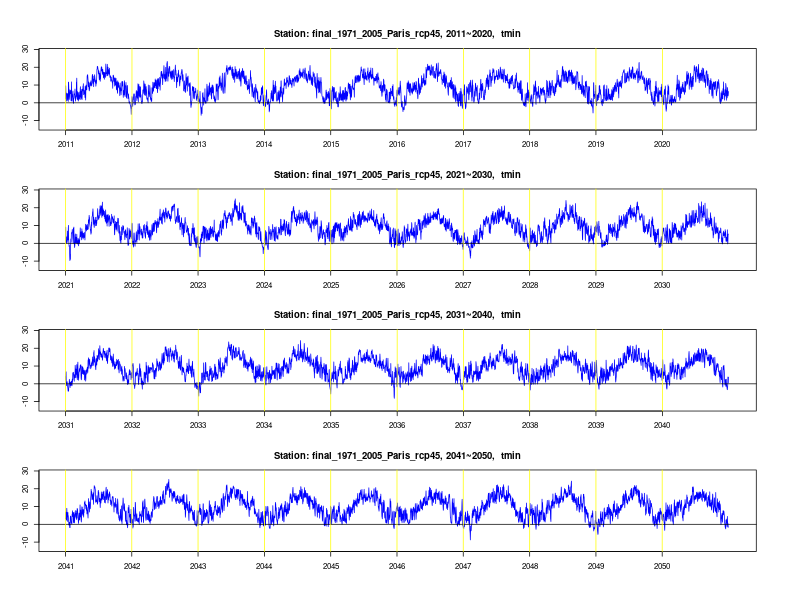 Station: final_1971_2005_Paris_rcp45, 2011~2020, tmin
30
20
10
0
-10
2011 2012 2013 2014 2015 2016 2017 2018 2019 2020
Station: final_1971_2005_Paris_rcp45, 2021~2030, tmin
30
20
10
0
-10
2021 2022 2023 2024 2025 2026 2027 2028 2029 2030
Station: final_1971_2005_Paris_rcp45, 2031~2040, tmin
30
20
10
0
-10
2031 2032 2033 2034 2035 2036 2037 2038 2039 2040
Station: final_1971_2005_Paris_rcp45, 2041~2050, tmin
30
20
10
0
-10
2041 2042 2043 2044 2045 2046 2047 2048 2049 2050